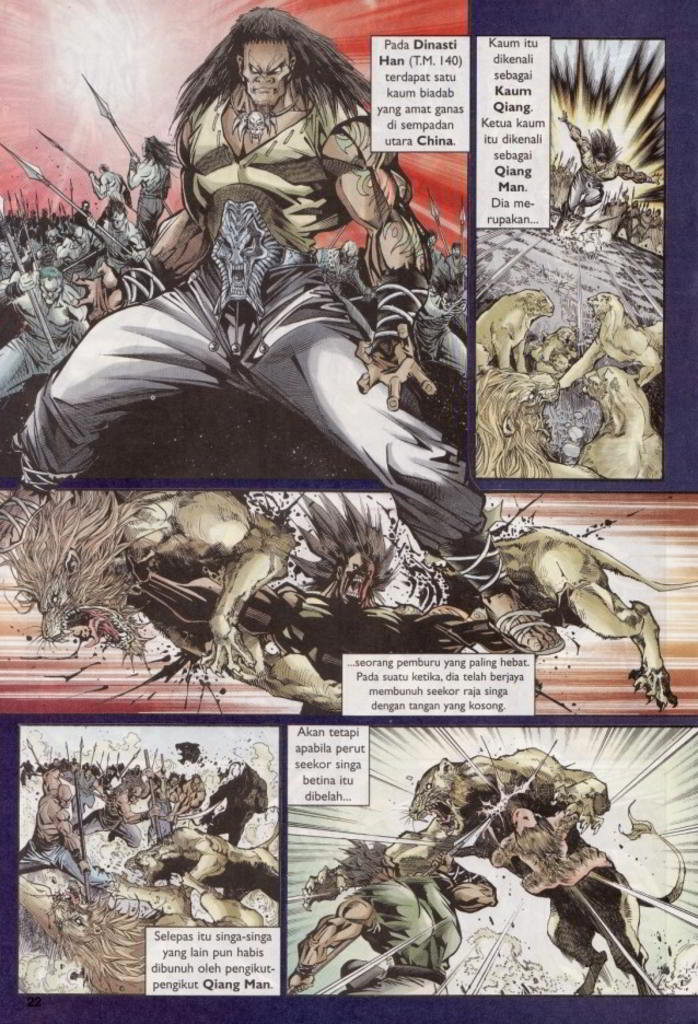 Pada Dinasti
Han (T.M. 140)
terdapat satu
kaum biadab
yang amat ganas
di sempadan
utara China.
Kaum itu
dikenali
sebagai
Kaum
Qiang.
Ketua kaum
itu dikenali
sebagai
Qiang
Man.
Dia me-
rupakan...
...seorang pemburu yang paling hebat.
Pada suatu ketika, dia telah berjaya
membunuh seekor raja singa
dengan tangan yang kosong.
Selepas itu singa-singa
yang lain pun habis
dibunuh oleh pengikut-
pengikut Qiang Man.
Akan tetapi
apabila perut
seekor singa
betina itu
dibelah...
22